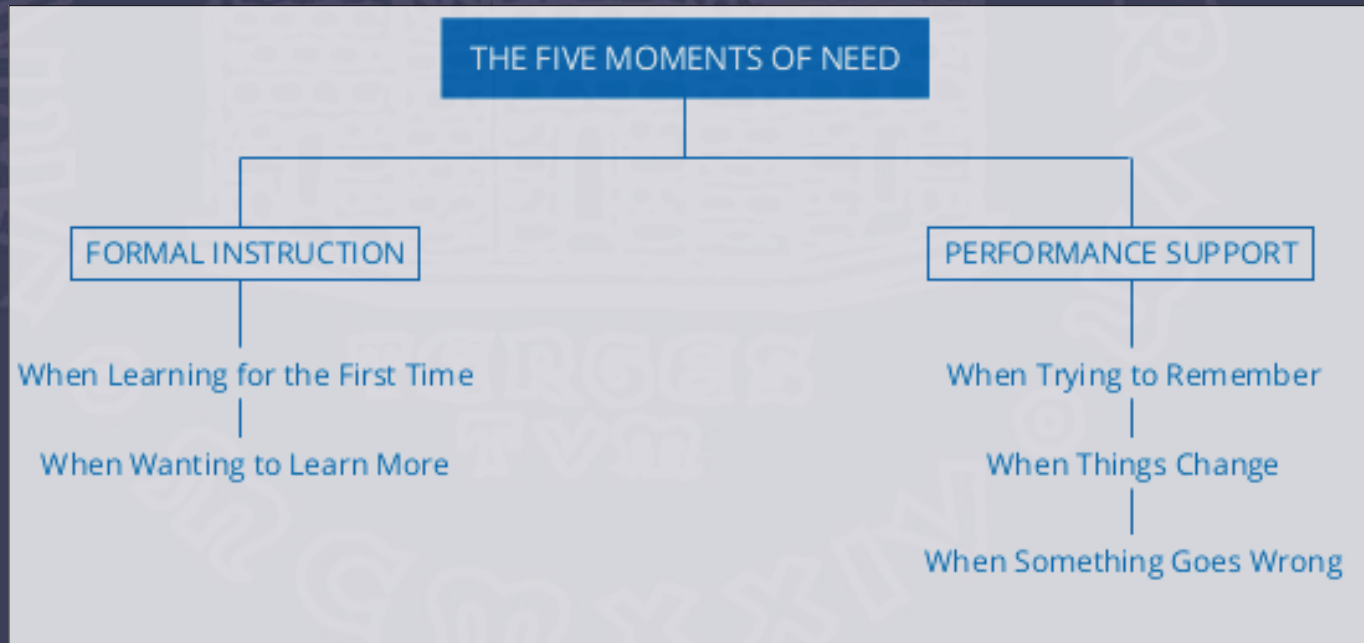 THE FIVE MOMENTS OF NEED
FORMAL INSTRUCTION
When Learning for the First Time
When Wanting to Learn More
PERFORMANCE SUPPORT
When Trying to Remember
When Things Change
When Something Goes Wrong